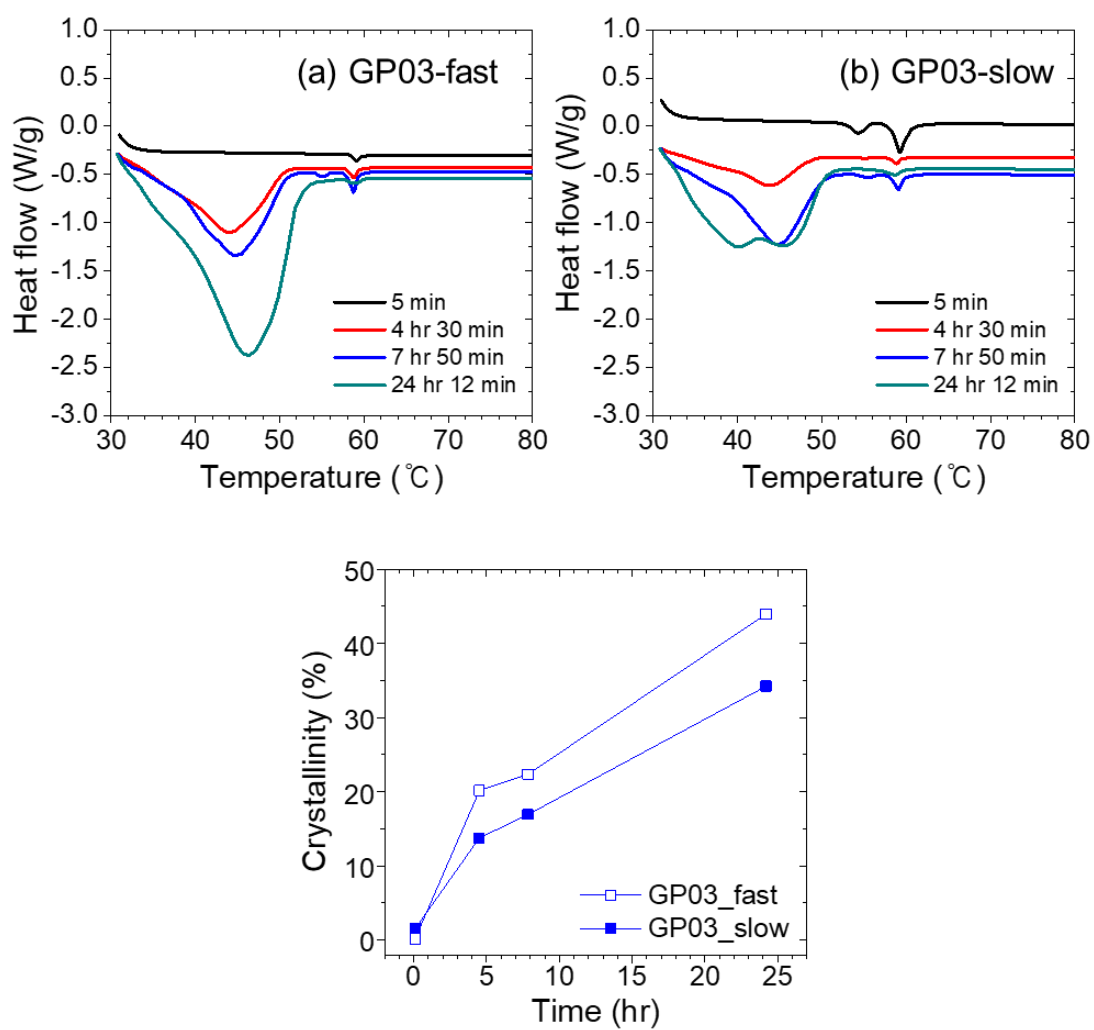 (a) GP03-fast
1.0
0.5
0.0
-0.5
-1.0
-1.5
-2.0
-2.5
-3.0
Heat flow (W/g)
5 min
4 hr 30 min
7 hr 50 min
24 hr 12 min
30 40 50 60 70 80
Temperature (℃)
(b) GP03-slow
1.0
0.5
0.0
-0.5
-1.0
-1.5
-2.0
-2.5
-3.0
Heat flow (W/g)
5 min
4 hr 30 min
7 hr 50 min
24 hr 12 min
30 40 50 60 70 80
Temperature (℃)
50
40
30
20
10
0
Crystallinity (%)
GP03_fast
GP03_slow
0 5 10 15 20 25
Time (hr)